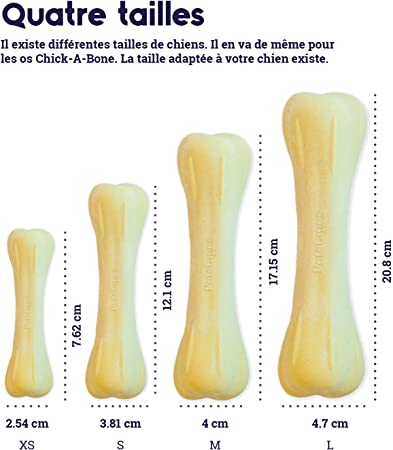 Quatre tailles
Il existe différentes tailles de chiens. Il en va de même pour
les os Chick-A-Bone. La taille adaptée à votre chien existe.
7.62 cm
12.1 cm
17.15 cm
20.8 cm
Petstages
Petstages
2.54 cm
3.81 cm
4 cm
4.7 cm
XS
S
M
L